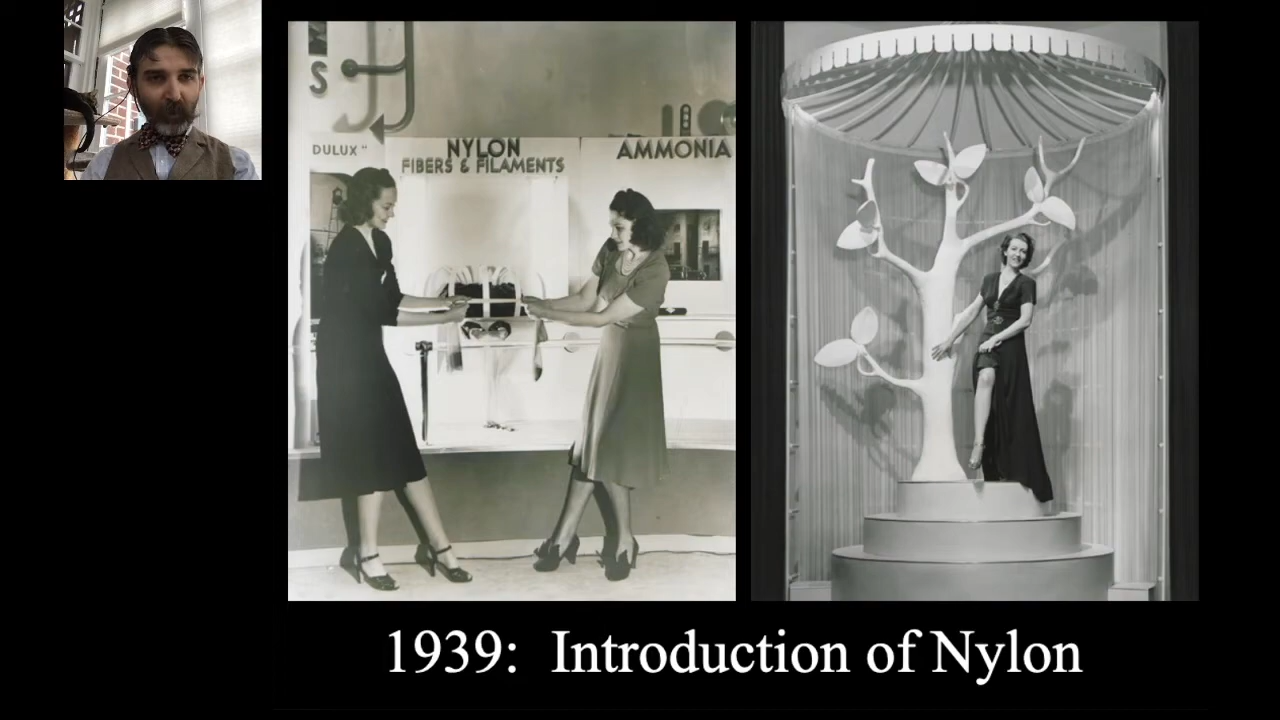 S
DULUX"
NYLON
FIBERS & FILAMENTS
AMMONIA
1939: Introduction of Nylon